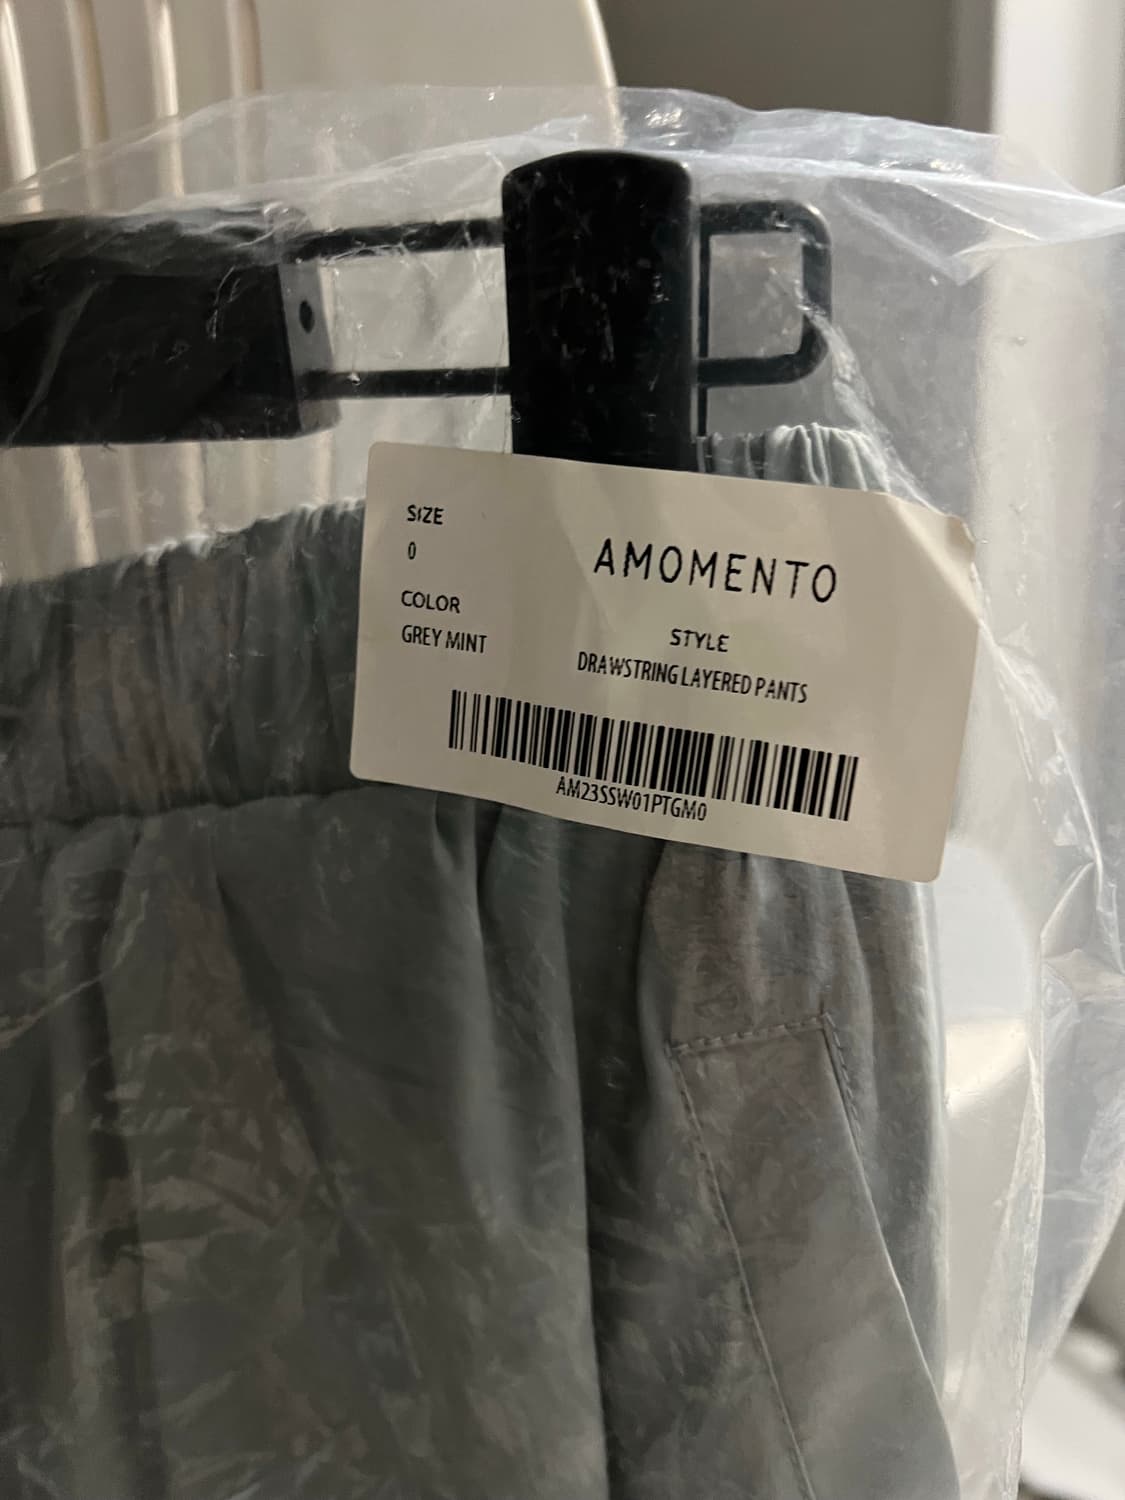 SIZE
0
COLOR
GREY MINT
AMOMENTO
STYLE
DRAWSTRING LAYERED PANTS
AM23SSW01PTGM0